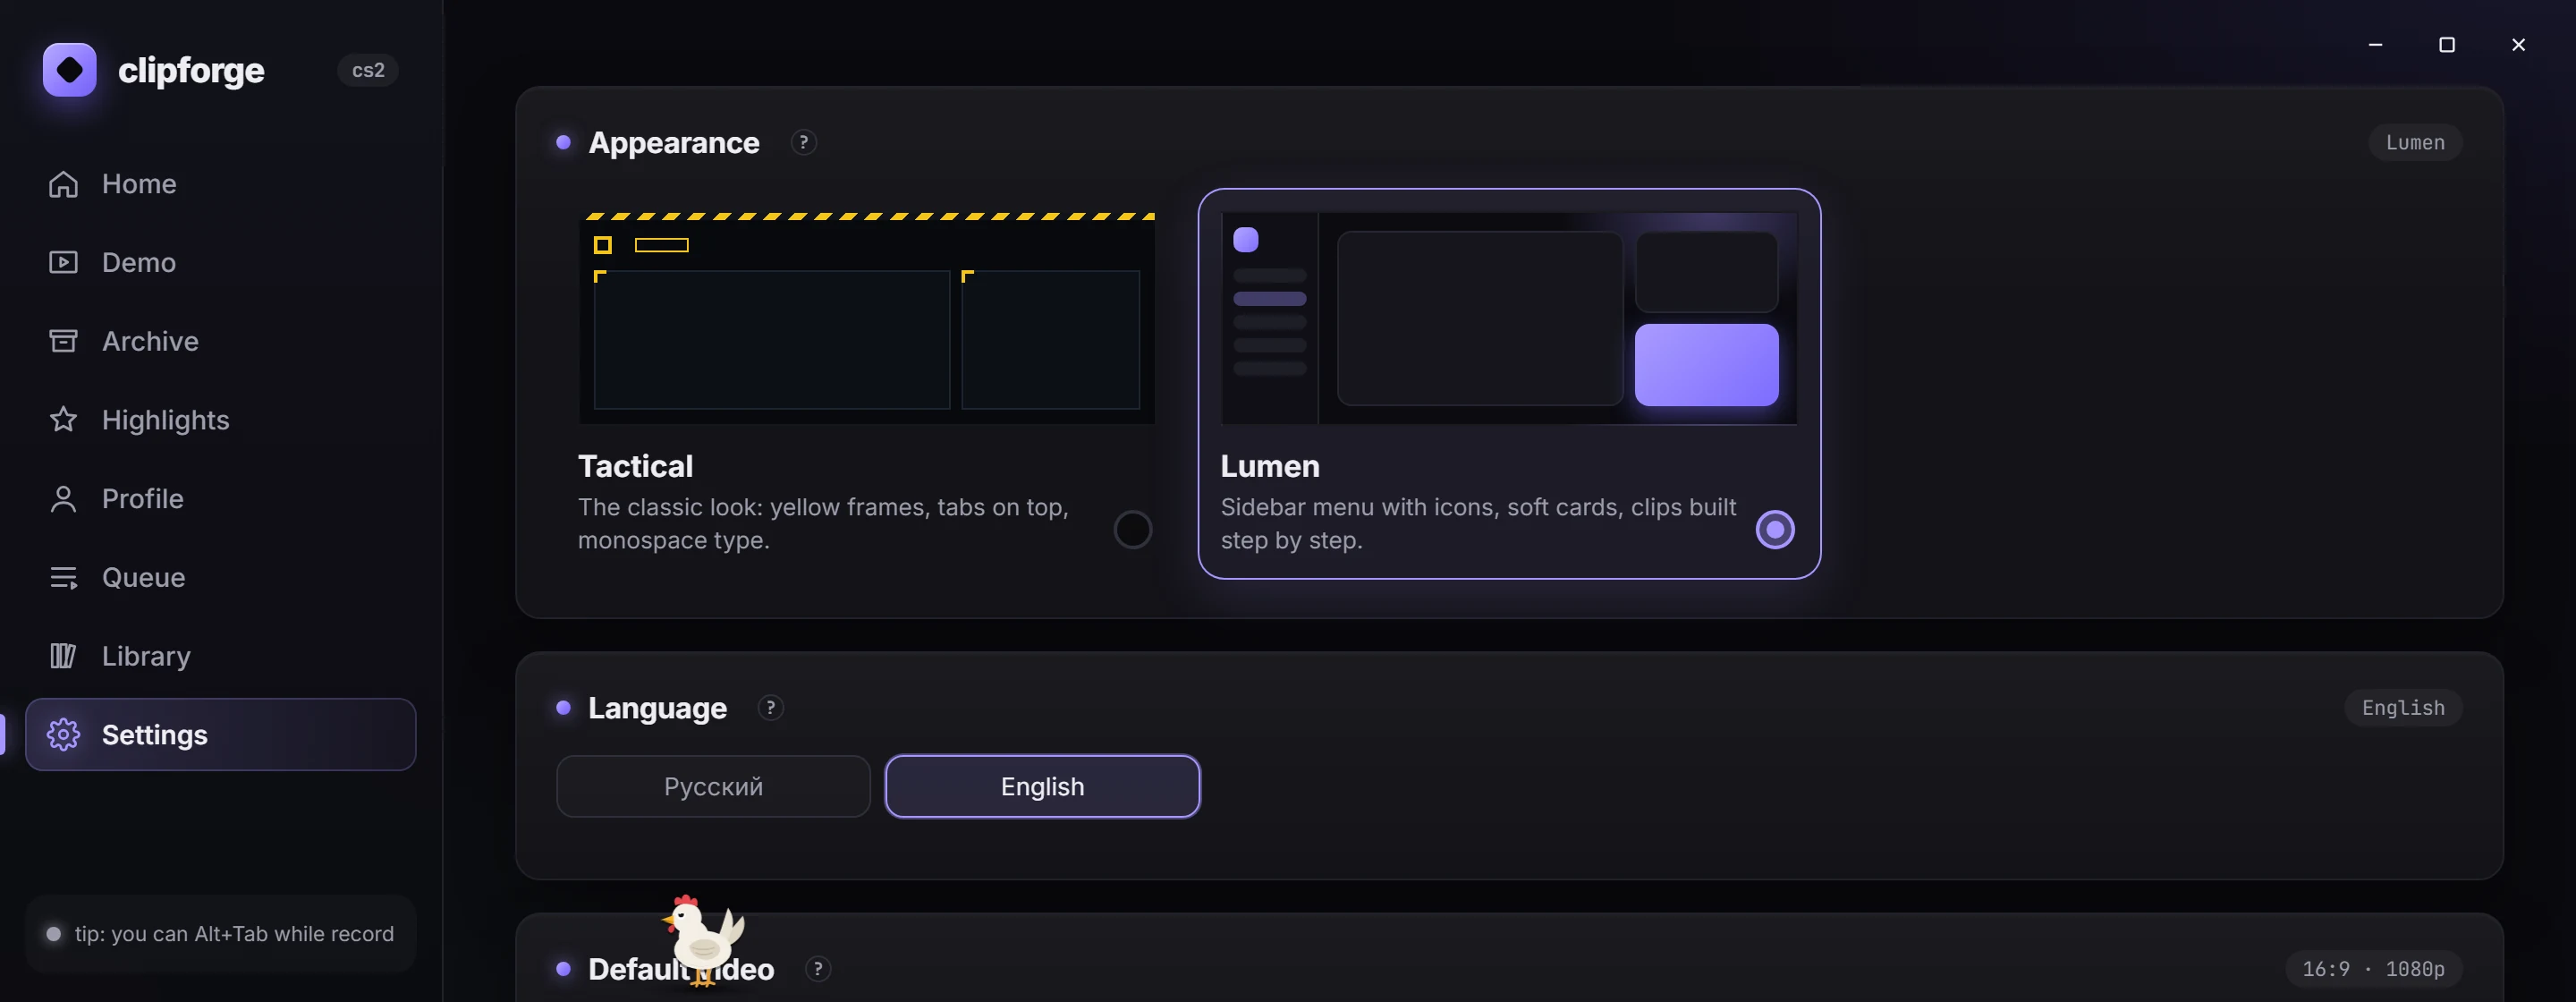 clipforge
cs2
Home
Demo
Archive
Highlights
Profile
Queue
Library
Settings
tip: you can Alt+Tab while record
Appearance
?
Lumen
Tactical
The classic look: yellow frames, tabs on top,
monospace type.
Lumen
Sidebar menu with icons, soft cards, clips built
step by step.
Language
?
English
Русский
English
Default video
?
16:9 · 1080p